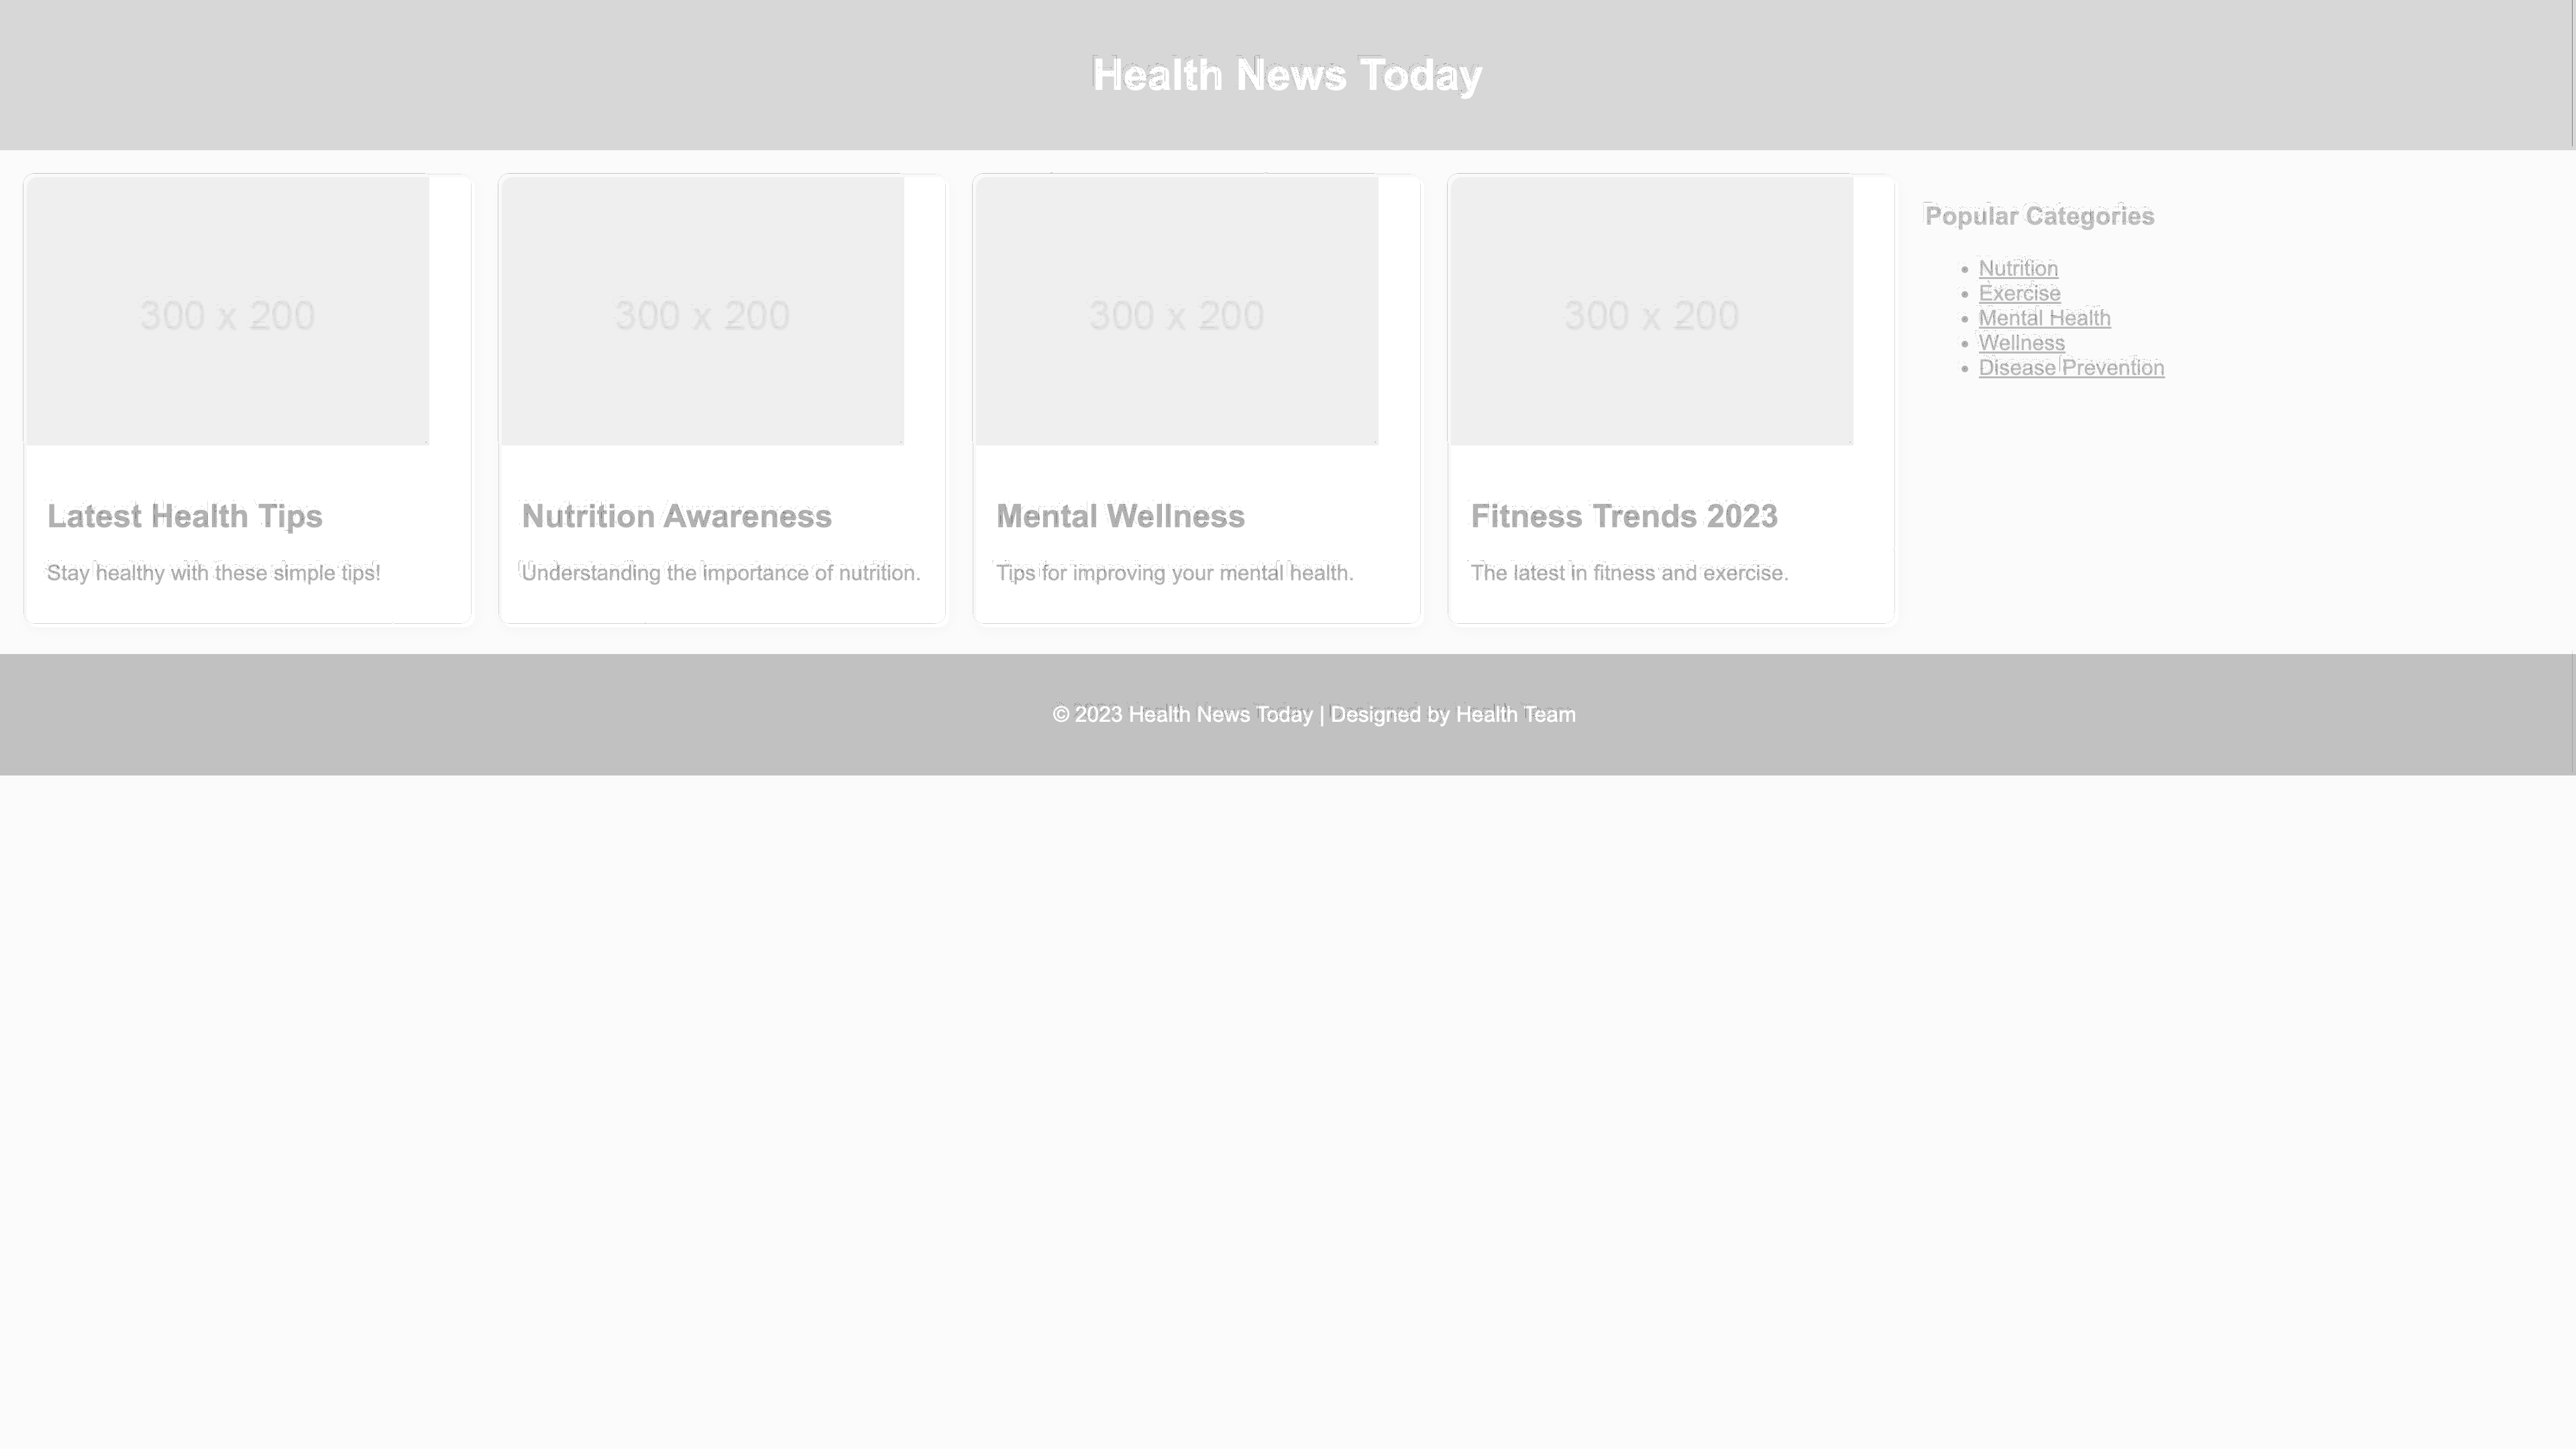 Health News Today
300 x 200
300 x 200
300 x 200
300 x 200
Latest Health Tips
Stay healthy with these simple tips!
Nutrition Awareness
Understanding the importance of nutrition.
Mental Wellness
Tips for improving your mental health.
Fitness Trends 2023
The latest in fitness and exercise.
Popular Categories
Nutrition
Exercise
Mental Health
Wellness
Disease Prevention
© 2023 Health News Today | Designed by Health Team